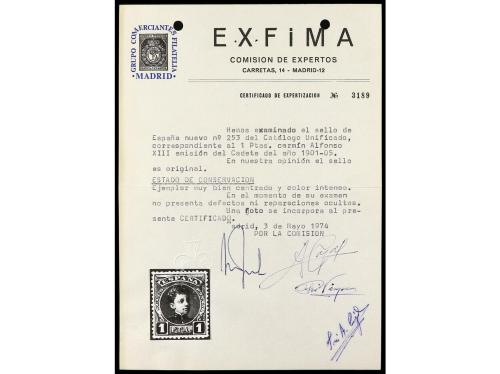 GRUPO COMERCIANTES FILATELIA
·MADRID·
E·X·FiMA
COMISION DE EXPERTOS
CARRETAS, 14 - MADRID-12
CERTIFICADO DE EXPERTIZACION № 3189
Hemos examinado el sello de
España nuevo nº 253 del Catálogo Unificado,
correspondiente al 1 Ptas. carmín Alfonso
XIII emisión del Cadete del año 1901-05.
En nuestra opinión el sello
es original.
ESTADO DE CONSERVACION
Ejemplar muy bien centrado y color intenso.
En el momento de su examen
no presenta defectos ni reparaciones ocultas.
Una foto se incorpora al pre-
sente CERTIFICADO.
adrid, 3 de Mayo 1974
POR LA COMISION
ESPAÑA
1 1